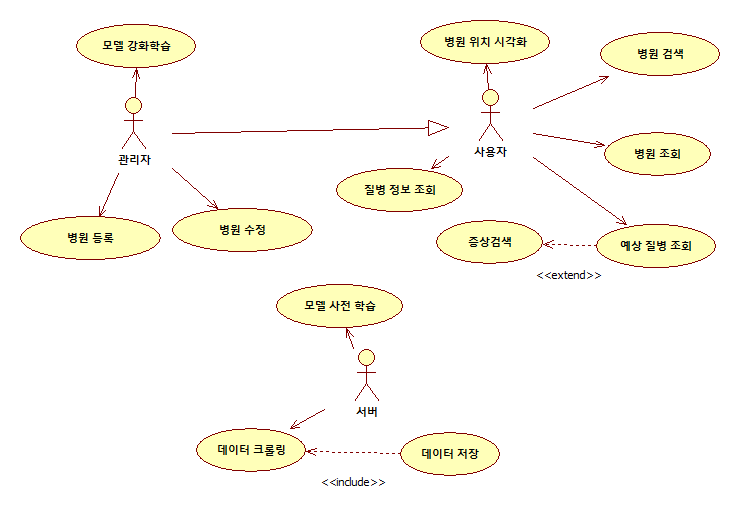 모델 강화학습
병원 위치 시각화
병원 검색
관리자
사용자
병원 조회
질병 정보 조회
병원 등록
병원 수정
증상검색
예상 질병 조회
<<extend>>
모델 사전 학습
서버
데이터 크롤링
데이터 저장
<<include>>